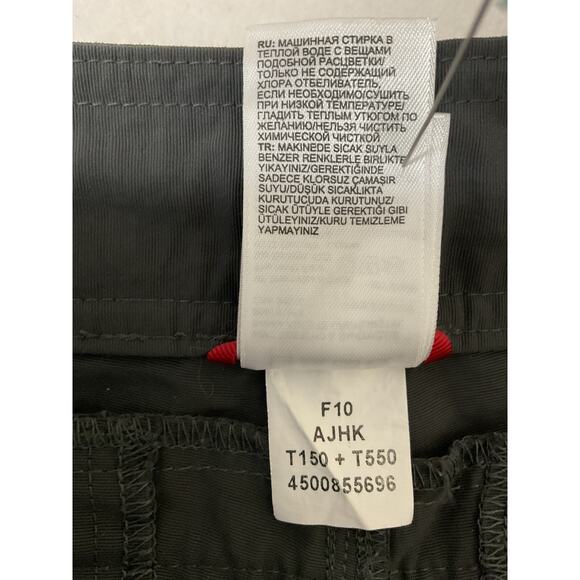 RU: МАШИННАЯ СТИРКА В
ТЕПЛОЙ ВОДЕ С ВЕЩАМИ
ПОДОБНОЙ РАСЦВЕТКИ/
ТОЛЬКО НЕ СОДЕРЖАЩИЙ
ХЛОРА ОТБЕЛИВАТЕЛЬ,
ЕСЛИ НЕОБХОДИМО/СУШИТЬ
ПРИ НИЗКОЙ ТЕМПЕРАТУРЕ/
ГЛАДИТЬ ТЕПЛЫМ УТЮГОМ ПО
ЖЕЛАНИЮ/НЕЛЬЗЯ ЧИСТИТЬ
ХИМИЧЕСКОЙ ЧИСТКОЙ
TR: MAKINEDE SICAK SUYLA
BENZER RENKLERLE BIRLIKTE
YIKAYINIZ/GEREKTIĞINDE
SADECE KLORSUZ ÇAMAŞIR
SUYU/DÜŞÜK SICAKLIKTA
KURUTUCUDA KURUTUNUZ/
SICAK ÜTÜYLE GEREKTIĞI GIBI
ÜTÜLEYINIZ/KURU TEMIZLEME
YAPMAYINIZ
F10
AJHK
T150 + T550
4500855696